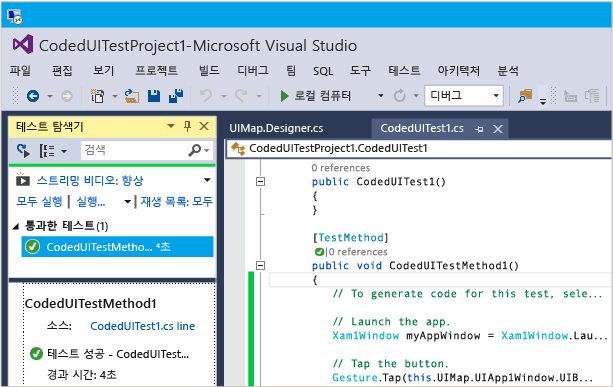 CodedUITestProject1-Microsoft Visual Studio
파일 편집 보기 프로젝트 빌드 디버그 팀 SQL 도구 테스트 아키텍처 분석
로컬 컴퓨터 디버그
테스트 탐색기
검색
스트리밍 비디오: 향상
모두 실행 | 실행... | 재생 목록: 모두
통과한 테스트(1)
CodedUITestMetho... 4초
CodedUITestMethod1
소스: CodedUITest1.cs line
테스트 성공 - CodedUITest...
경과 시간: 4초
UIMap.Designer.cs CodedUITest1.cs
CodedUITestProject1.CodedUITest1
0 references
public CodedUITest1()
{
}
[TestMethod]
|0 references
public void CodedUITestMethod1()
{
// To generate code for this test, sele...
// Launch the app.
Xam1Window myAppWindow = Xam1Window.Lau...
// Tap the button.
Gesture.Tap(this.UIMap.UIApp1Window.UIB...